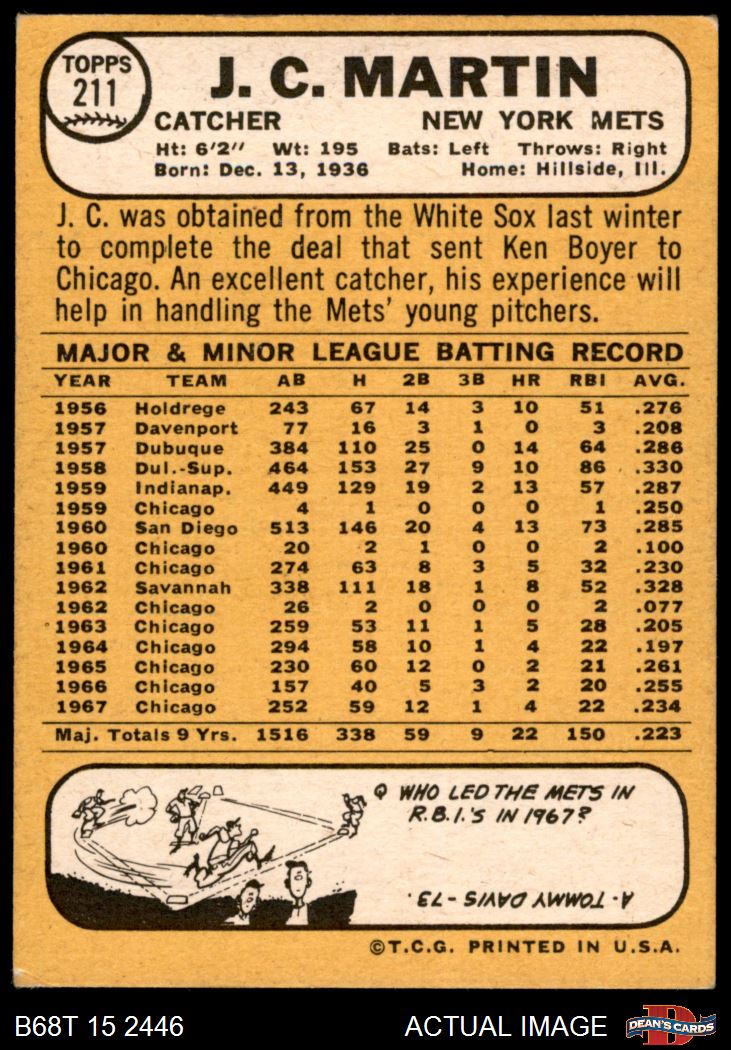 TOPPS
211
J. C. MARTIN
CATCHER NEW YORK METS
Ht: 6'2" Wt: 195 Bats: Left Throws: Right
Born: Dec. 13, 1936 Home: Hillside, Ill.
J. C. was obtained from the White Sox last winter
to complete the deal that sent Ken Boyer to
Chicago. An excellent catcher, his experience will
help in handling the Mets' young pitchers.
MAJOR & MINOR LEAGUE BATTING RECORD
YEAR TEAM AB H 2B 3B HR RBI AVG.
1956 Holdrege 243 67 14 3 10 51 .276
1957 Davenport 77 16 3 1 0 3 .208
1957 Dubuque 384 110 25 0 14 64 .286
1958 Dul.-Sup. 464 153 27 9 10 86 .330
1959 Indianap. 449 129 19 2 13 57 .287
1959 Chicago 4 1 0 0 0 1 .250
1960 San Diego 513 146 20 4 13 73 .285
1960 Chicago 20 2 1 0 0 2 .100
1961 Chicago 274 63 8 3 5 32 .230
1962 Savannah 338 111 18 1 8 52 .328
1962 Chicago 26 2 0 0 0 2 .077
1963 Chicago 259 53 11 1 5 28 .205
1964 Chicago 294 58 10 1 4 22 .197
1965 Chicago 230 60 12 0 2 21 .261
1966 Chicago 157 40 5 3 2 20 .255
1967 Chicago 252 59 12 1 4 22 .234
Maj. Totals 9 Yrs. 1516 338 59 9 22 150 .223
Q WHO LED THE METS IN
R.B.I.'S IN 1967?
A- TOMMY DAVIS -73.
©T.C.G. PRINTED IN U.S.A.
B68T 15 2446 ACTUAL IMAGE
D
DEAN'S CARDS